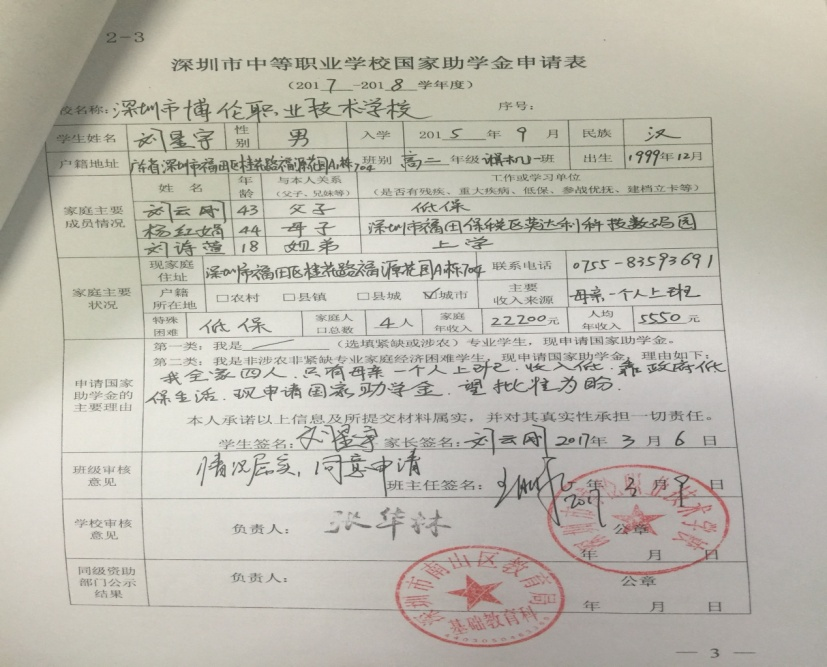 2-3
深圳市中等职业学校国家助学金申请表
(2017-2018学年度)
校名称:深圳市博伦职业技术学校 序号:
学生姓名 刘星宇 性别 男 入学 2015年9月 民族 汉
户籍地址 广东省深圳市福田区桂花路福源花园A栋704 班别 高二年级 班 出生 1999年12月
家庭主要成员情况 姓名 年龄 与本人关系(父子、兄妹等) 工作或学习单位(是否有残疾、重大疾病、低保、参战优抚、建档立卡等)
刘云 43 父子 低保
杨红娟 44 母子 深圳市福田保税区英达利科技数码园
刘诗萱 18 姐弟 上学
家庭主要状况 现家庭住址 深圳市福田区桂花路福源花园A栋704 联系电话 0755-83593691
户籍所在地 □农村 □县镇 □县城 ☑城市 主要收入来源 母亲一个人上班
特殊困难 低保 家庭人口总数 4人 家庭年收入 22200元 人均年收入 5550元
申请国家助学金的主要理由
第一类:我是 (选填紧缺或涉农)专业学生,现申请国家助学金。
第二类:我是非涉农非紧缺专业家庭经济困难学生,现申请国家助学金,理由如下:
我全家四人,只有母亲一个人上班,收入低,靠政府低
保生活.现申请国家助学金.望批准为盼.
本人承诺以上信息及所提交材料属实,并对其真实性承担一切责任。
学生签名:刘星宇 家长签名:刘云 2017年3月6日
班级审核意见 情况属实,同意申请
班主任签名: 2017年3月9日
学校审核意见 负责人:张华林 公章
年 月 日
同级资助部门公示结果 负责人: 公章
年 月 日
深圳市南山区教育局
基础教育科
— 3 —